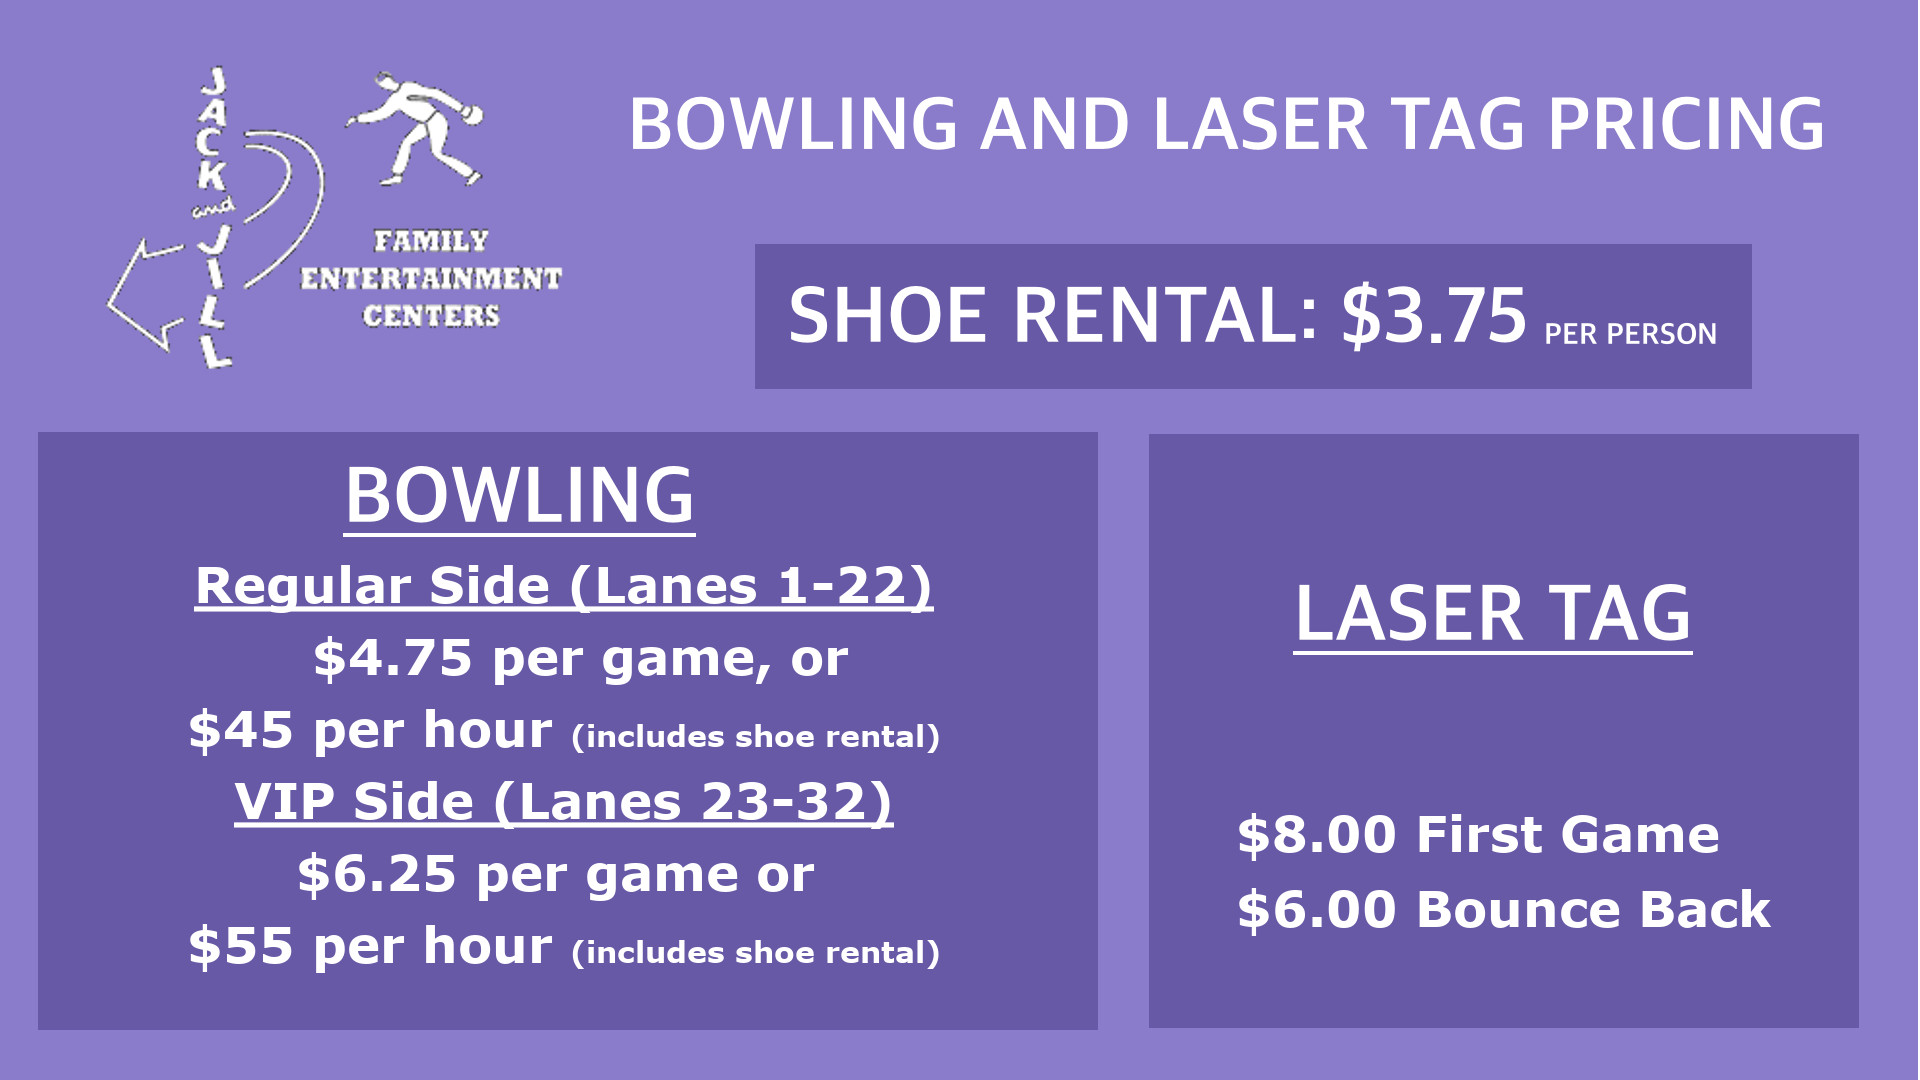 JACK and JILL
FAMILY
ENTERTAINMENT
CENTERS
BOWLING AND LASER TAG PRICING
SHOE RENTAL: $3.75 PER PERSON
BOWLING
Regular Side (Lanes 1-22)
$4.75 per game, or
$45 per hour (includes shoe rental)
VIP Side (Lanes 23-32)
$6.25 per game or
$55 per hour (includes shoe rental)
LASER TAG
$8.00 First Game
$6.00 Bounce Back